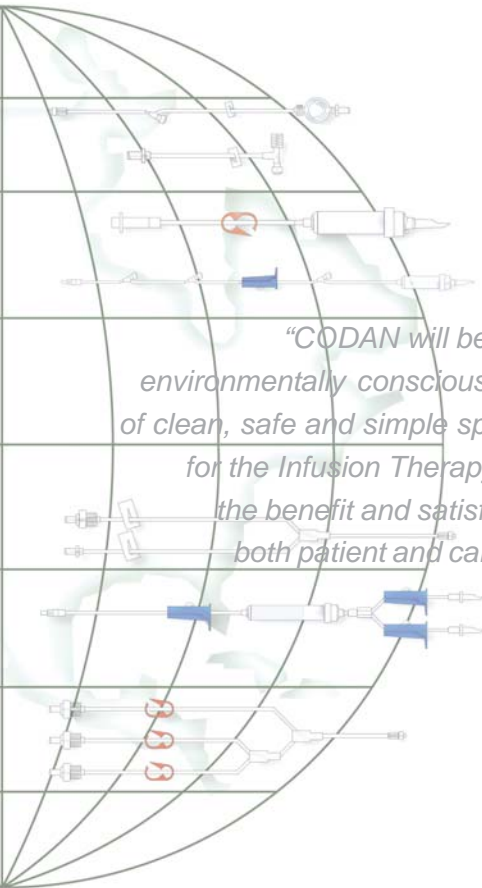 “CODAN will be
environmentally conscious
of clean, safe and simple sp
for the Infusion Therap
the benefit and satisf
both patient and ca